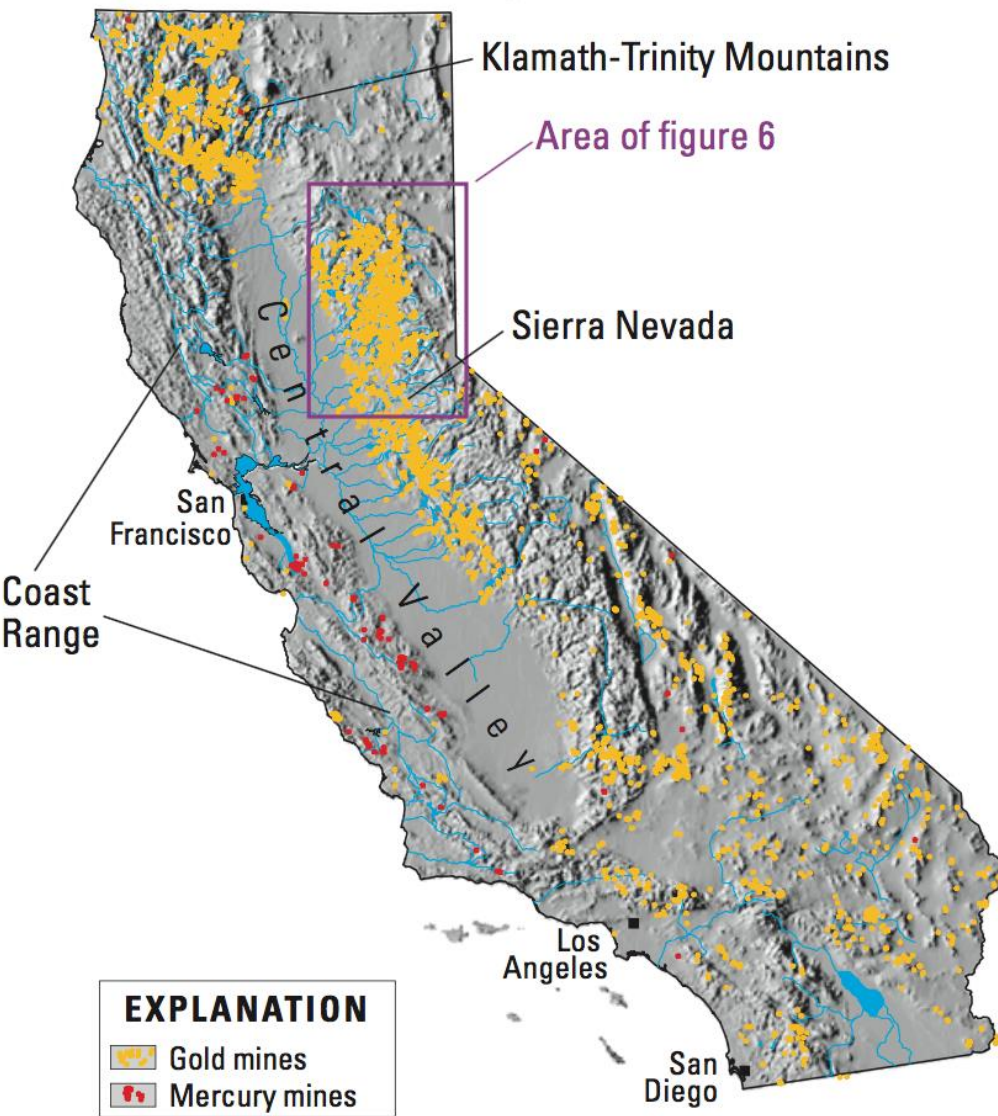 Klamath-Trinity Mountains
Area of figure 6
Sierra Nevada
Central Valley
San
Francisco
Coast
Range
Los
Angeles
San
Diego
EXPLANATION
Gold mines
Mercury mines